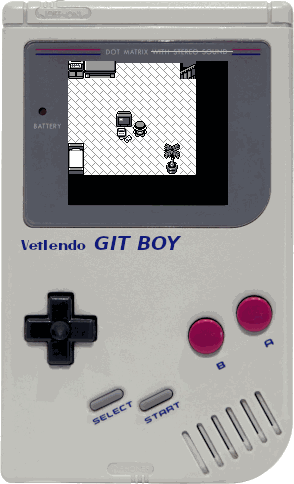 DOT MATRIX WITH STEREO SOUND
BATTERY
Vetlendo GIT BOY
A
B
SELECT
START